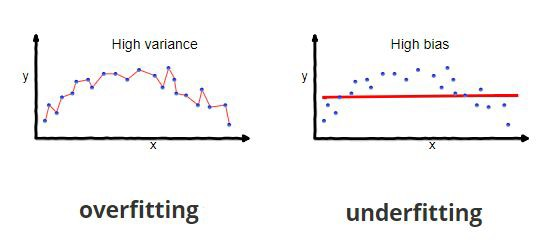 High variance
y
x
overfitting
High bias
y
x
underfitting